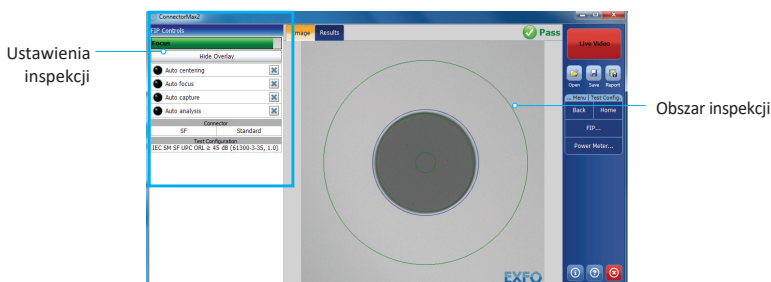 ConnectorMax2
FIP Controls
Focus
Hide Overlay
Auto centering
Auto focus
Auto capture
Auto analysis
Connector
SF Standard
Test Configuration
IEC SM SF UPC ORL ≥ 45 dB (61300-3-35, 1.0)
Image Results
Pass
EXFO
Live Video
Open Save Report
... Menu Test Config.
Back Home
FIP...
Power Meter...
Ustawienia
inspekcji
Obszar inspekcji